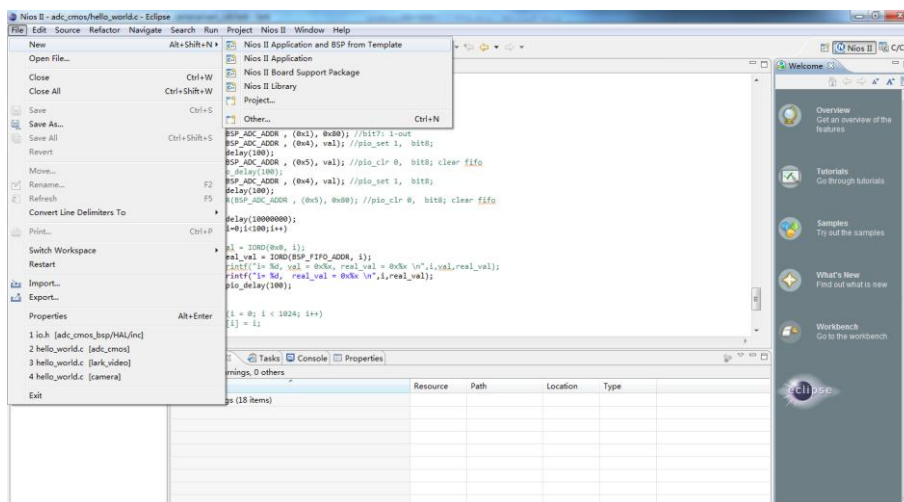 Nios II - adc_cmos/hello_world.c - Eclipse
File Edit Source Refactor Navigate Search Run Project Nios II Window Help
New Alt+Shift+N
Open File...
Close Ctrl+W
Close All Ctrl+Shift+W
Save Ctrl+S
Save As...
Save All Ctrl+Shift+S
Revert
Move...
Rename... F2
Refresh F5
Convert Line Delimiters To
Print... Ctrl+P
Switch Workspace
Restart
Import...
Export...
Properties Alt+Enter
1 io.h [adc_cmos_bsp/HAL/inc]
2 hello_world.c [adc_cmos]
3 hello_world.c [lark_video]
4 hello_world.c [camera]
Exit
Nios II Application and BSP from Template
Nios II Application
Nios II Board Support Package
Nios II Library
Project...
Other... Ctrl+N
BSP_ADC_ADDR , (0x1), 0x80); //bit7: 1-out
BSP_ADC_ADDR , (0x4), val); //pio_set 1, bit8;
delay(100);
BSP_ADC_ADDR , (0x5), val); //pio_clr 0, bit8; clear fifo
o_delay(100);
BSP_ADC_ADDR , (0x4), val); //pio_set 1, bit8;
delay(100);
R(BSP_ADC_ADDR , (0x5), 0x80); //pio_clr 0, bit8; clear fifo
delay(10000000);
i=0;i<100;i++)
al = IORD(0x0, i);
eal_val = IORD(BSP_FIFO_ADDR, i);
rintf("i= %d, val = 0x%x, real_val = 0x%x \n",i,val,real_val);
rintf("i= %d, real_val = 0x%x \n",i,real_val);
pio_delay(100);
(i = 0; i < 1024; i++)
[i] = i;
Tasks Console Properties
rnings, 0 others
Resource Path Location Type
gs (18 items)
Nios II C/C
Welcome
Overview
Get an overview of the
features
Tutorials
Go through tutorials
Samples
Try out the samples
What's New
Find out what is new
Workbench
Go to the workbench
eclipse